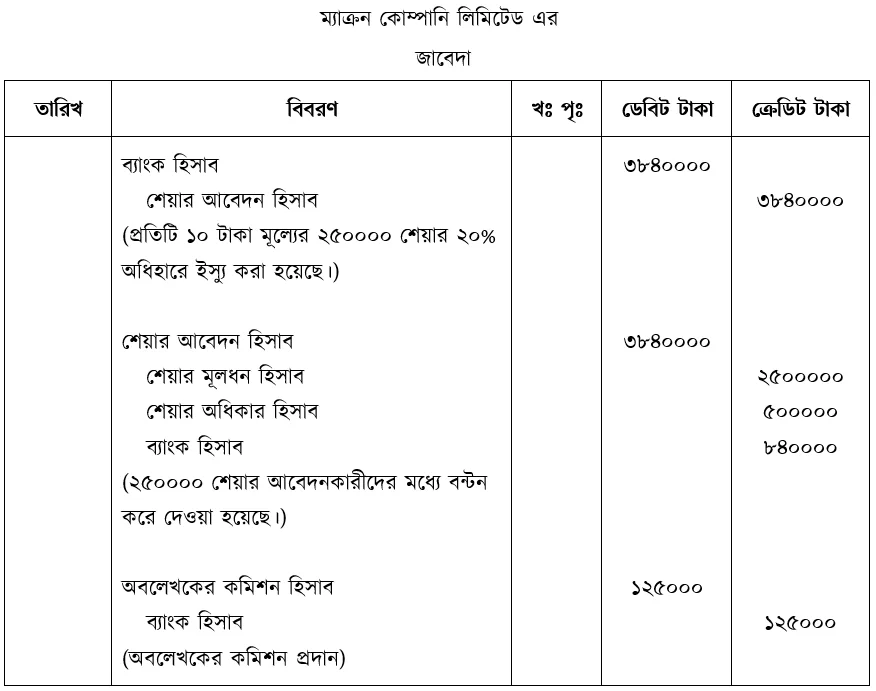 ম্যাক্রন কোম্পানি লিমিটেড এর
জাবেদা
তারিখ বিবরণ খঃ পৃঃ ডেবিট টাকা ক্রেডিট টাকা
ব্যাংক হিসাব ৩৮৪০০০০
শেয়ার আবেদন হিসাব ৩৮৪০০০০
(প্রতিটি ১০ টাকা মূল্যের ২৫০০০০ শেয়ার ২০%
অধিহারে ইস্যু করা হয়েছে।)
শেয়ার আবেদন হিসাব ৩৮৪০০০০
শেয়ার মূলধন হিসাব ২৫০০০০০
শেয়ার অধিকার হিসাব ৫০০০০০
ব্যাংক হিসাব ৮৪০০০০
(২৫০০০০ শেয়ার আবেদনকারীদের মধ্যে বন্টন
করে দেওয়া হয়েছে।)
অবলেখকের কমিশন হিসাব ১২৫০০০
ব্যাংক হিসাব ১২৫০০০
(অবলেখকের কমিশন প্রদান)